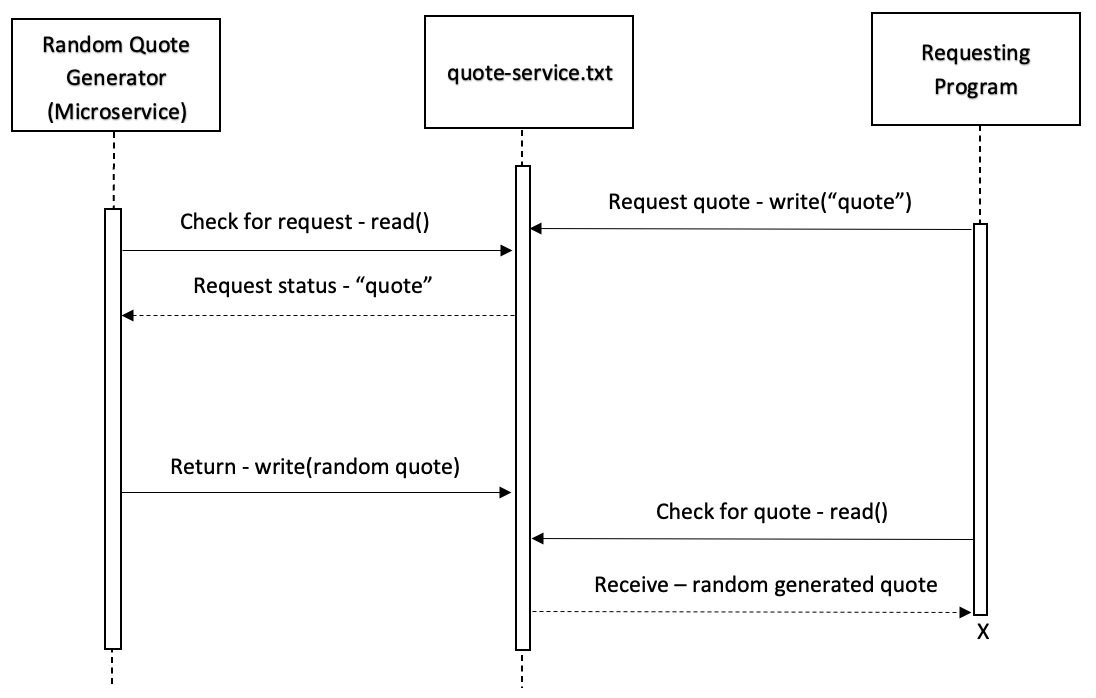 Random Quote
Generator
(Microservice)
quote-service.txt
Requesting
Program
Request quote - write(“quote”)
Check for request - read()
Request status - “quote”
Return - write(random quote)
Check for quote - read()
Receive – random generated quote
X